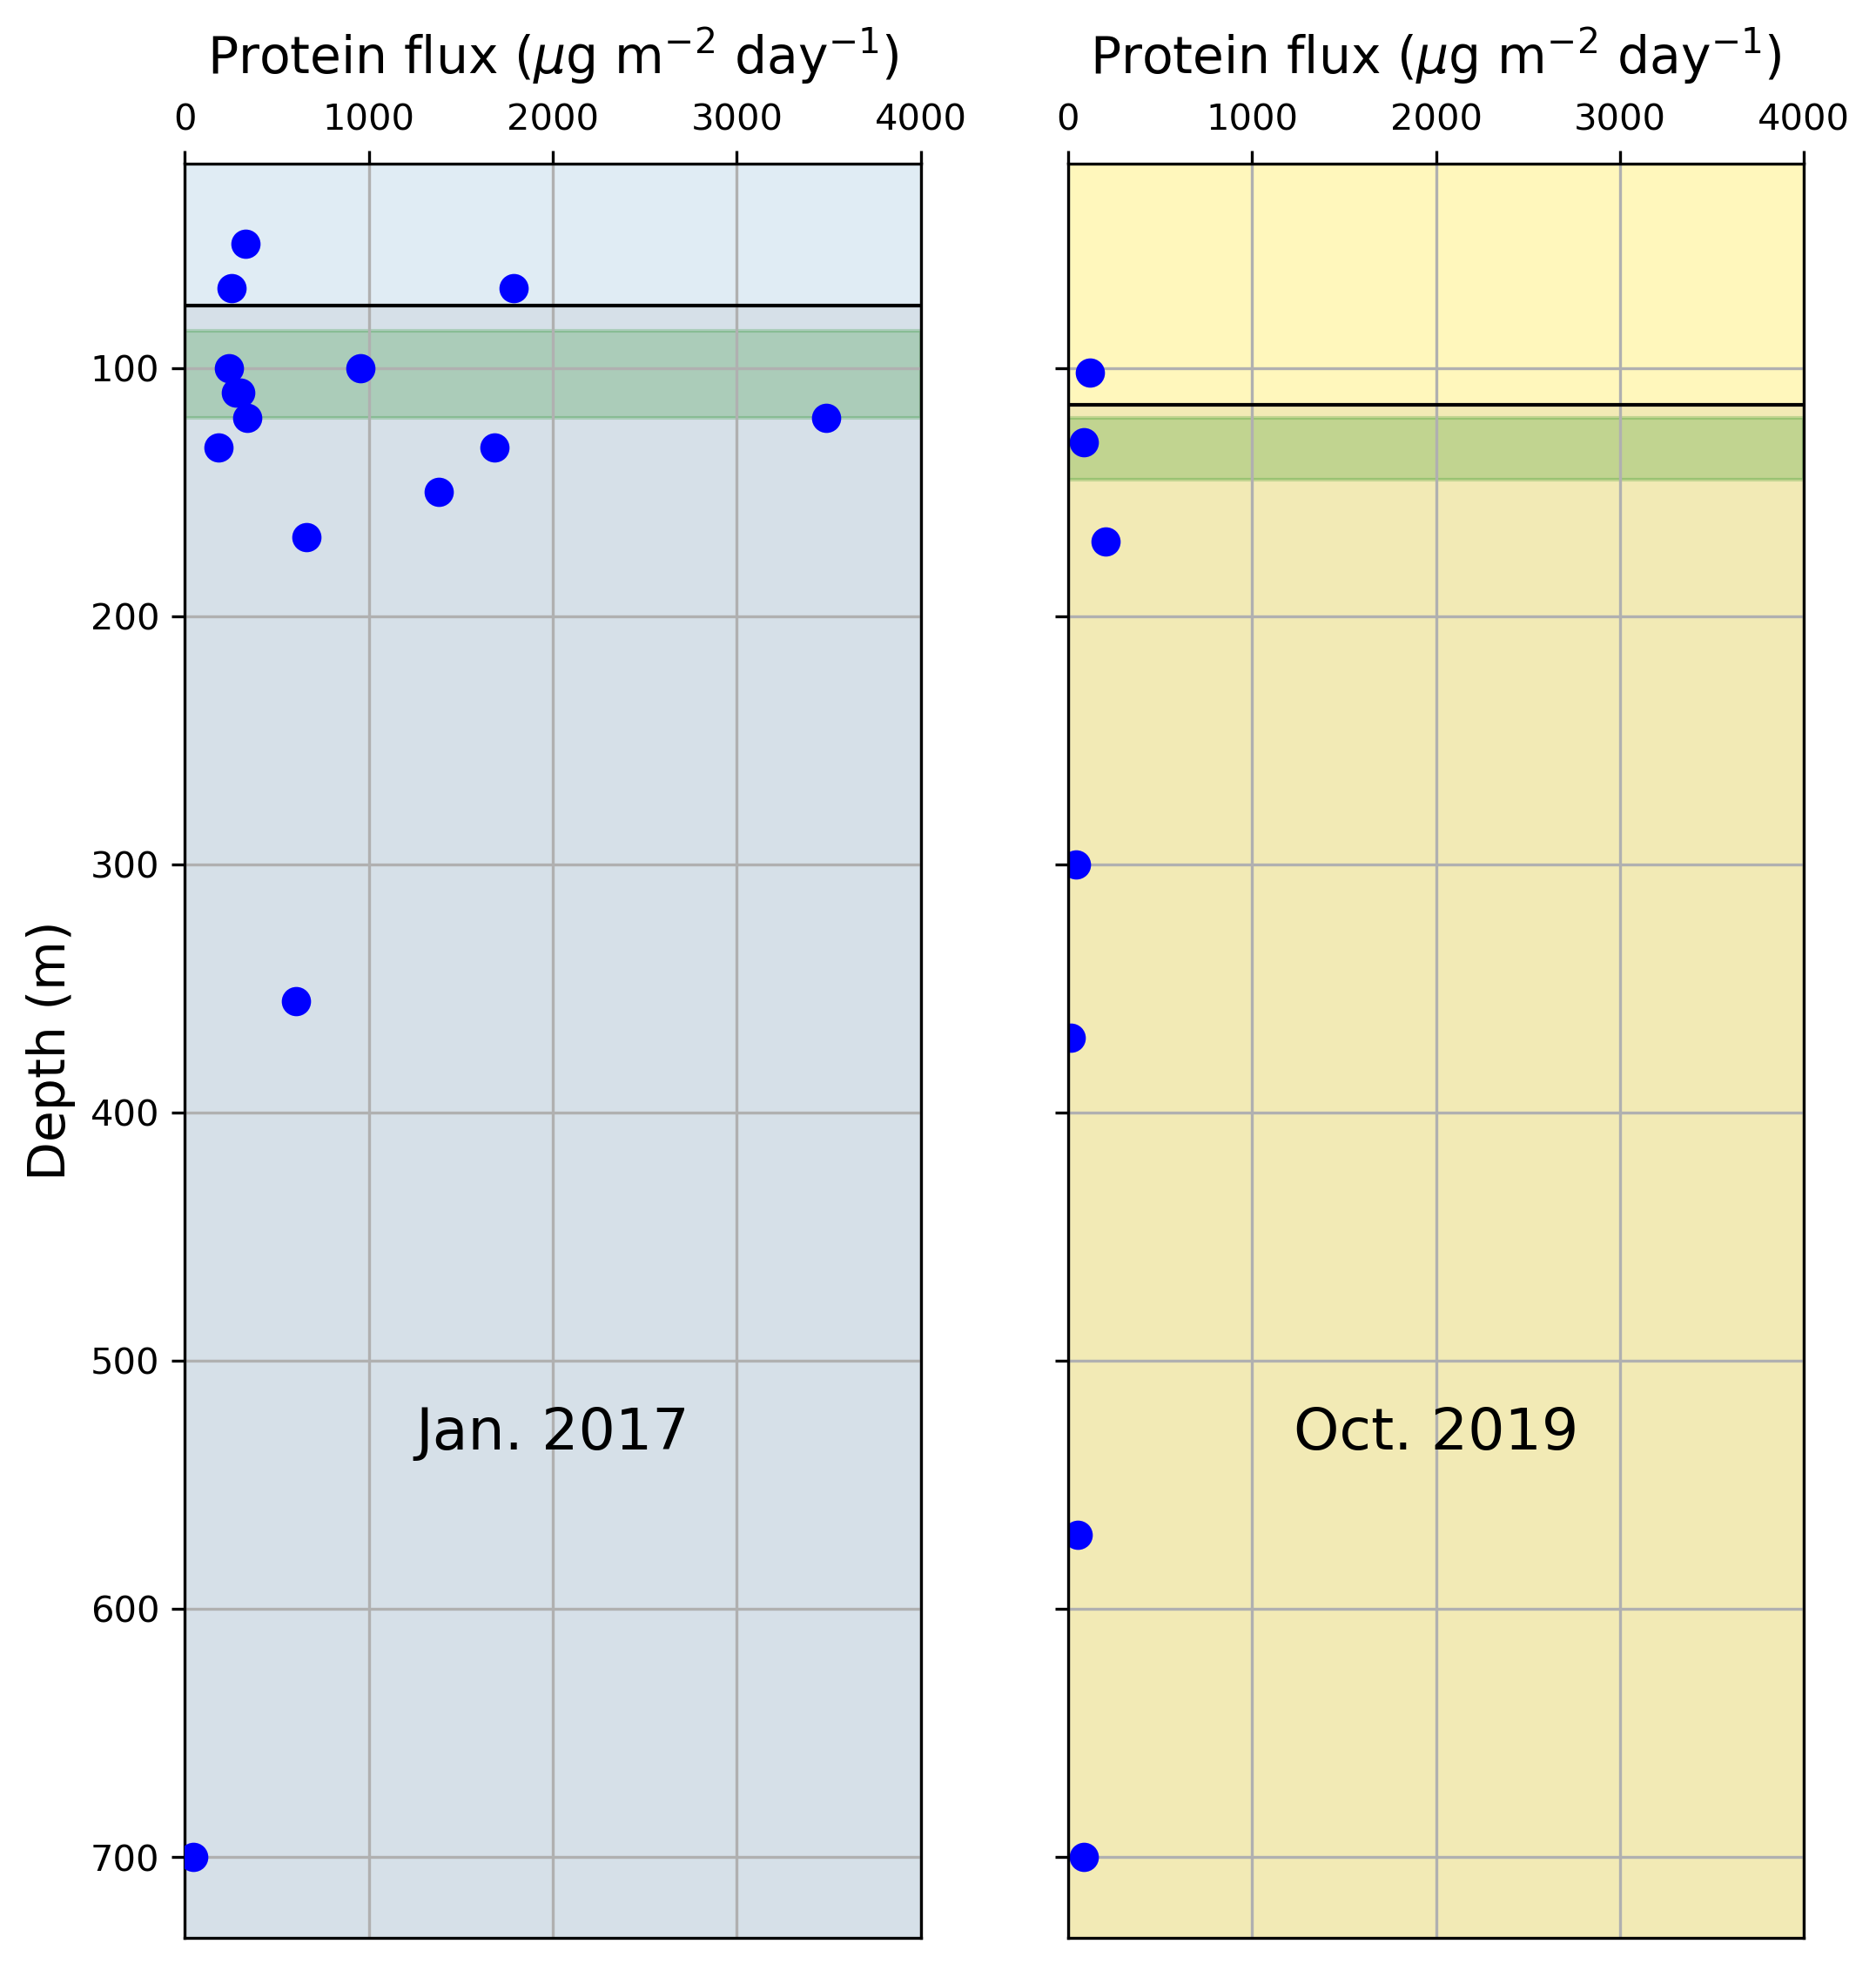 Protein flux (μg m⁻² day⁻¹)
0 1000 2000 3000 4000
100
200
300
400
500
600
700
Depth (m)
Jan. 2017
Protein flux (μg m⁻² day⁻¹)
0 1000 2000 3000 4000
Oct. 2019